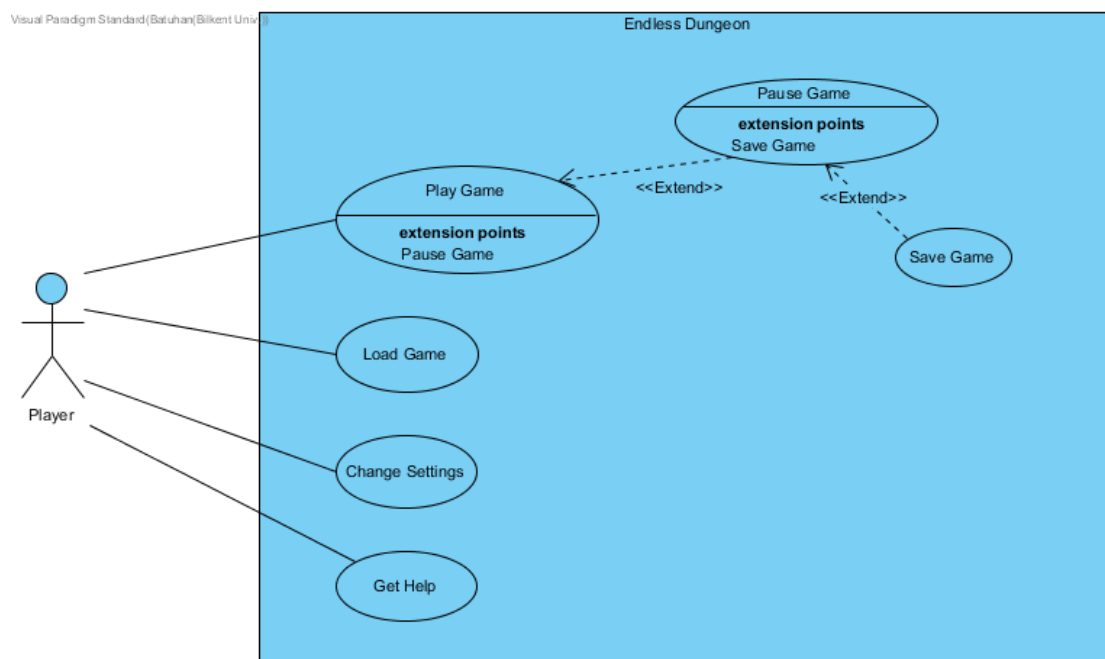 Visual Paradigm Standard(Batuhan(Bilkent Univ.))
Endless Dungeon
Pause Game
extension points
Save Game
<<Extend>>
Play Game
extension points
Pause Game
<<Extend>>
Save Game
Load Game
Player
Change Settings
Get Help